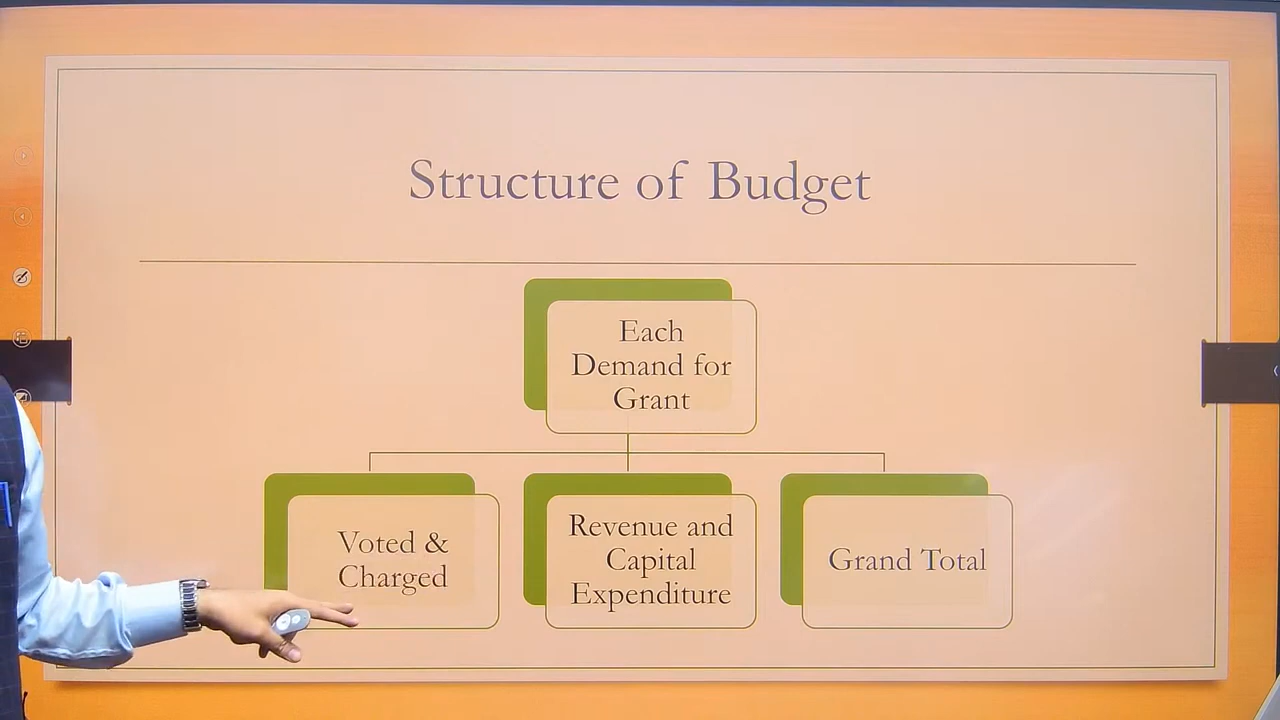 Structure of Budget
Each
Demand for
Grant
Voted &
Charged
Revenue and
Capital
Expenditure
Grand Total